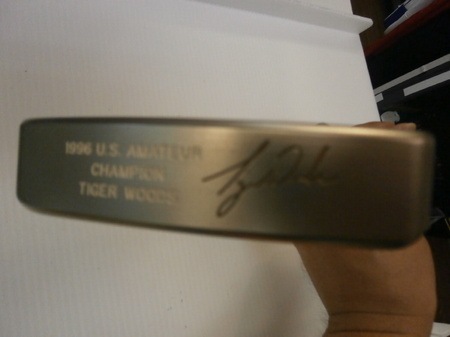 1996 U.S. AMATEUR
CHAMPION
TIGER WOODS